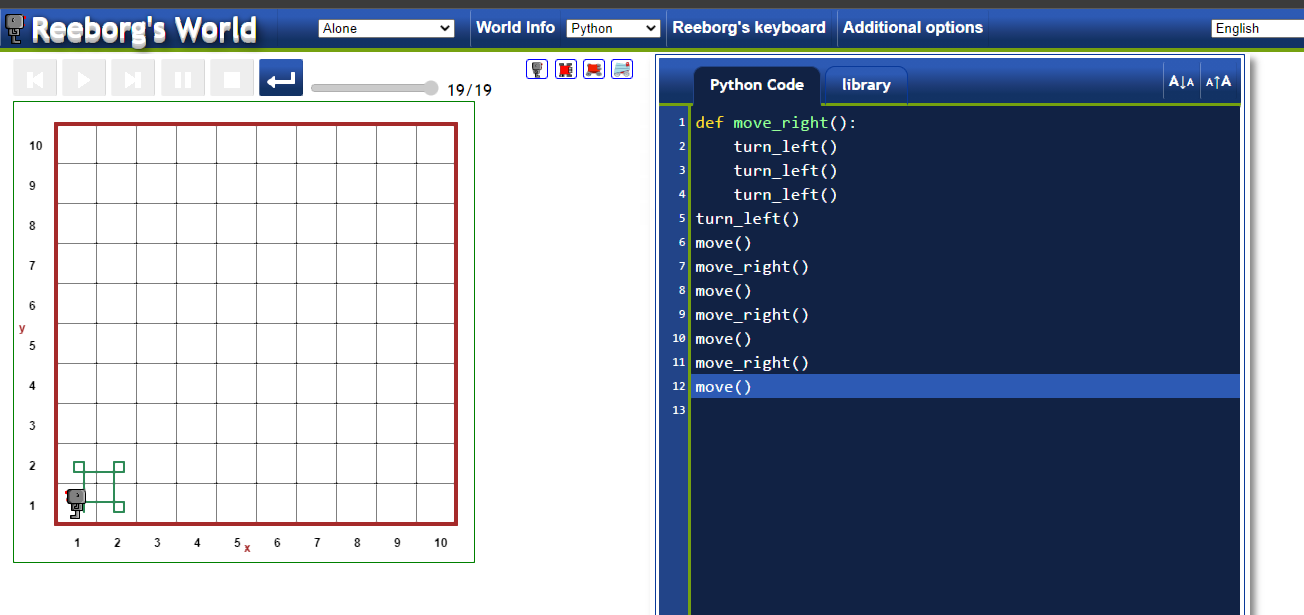 Reeborg's World
Alone
World Info
Python
Reeborg's keyboard
Additional options
English
19/19
Python Code
library
A↓A
A↑A
10
9
8
7
6
y
5
4
3
2
1
1 2 3 4 5 x 6 7 8 9 10
1 def move_right():
2     turn_left()
3     turn_left()
4     turn_left()
5 turn_left()
6 move()
7 move_right()
8 move()
9 move_right()
10 move()
11 move_right()
12 move()
13